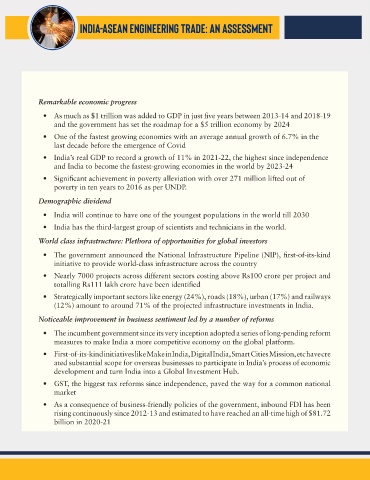 INDIA-ASEAN ENGINEERING TRADE: AN ASSESSMENT
Remarkable economic progress
• As much as $1 trillion was added to GDP in just five years between 2013-14 and 2018-19
and the government has set the roadmap for a $5 trillion economy by 2024
• One of the fastest growing economies with an average annual growth of 6.7% in the
last decade before the emergence of Covid
• India's real GDP to record a growth of 11% in 2021-22, the highest since independence
and India to become the fastest-growing economies in the world by 2023-24
• Significant achievement in poverty alleviation with over 271 million lifted out of
poverty in ten years to 2016 as per UNDP.
Demographic dividend
• India will continue to have one of the youngest populations in the world till 2030
• India has the third-largest group of scientists and technicians in the world.
World class infrastructure: Plethora of opportunities for global investors
• The government announced the National Infrastructure Pipeline (NIP), first-of-its-kind
initiative to provide world-class infrastructure across the country
• Nearly 7000 projects across different sectors costing above Rs100 crore per project and
totalling Rs111 lakh crore have been identified
• Strategically important sectors like energy (24%), roads (18%), urban (17%) and railways
(12%) amount to around 71% of the projected infrastructure investments in India.
Noticeable improvement in business sentiment led by a number of reforms
• The incumbent government since its very inception adopted a series of long-pending reform
measures to make India a more competitive economy on the global platform.
• First-of-its-kind initiatives like Make in India, Digital India, Smart Cities Mission, etc have cre
ated substantial scope for overseas businesses to participate in India's process of economic
development and turn India into a Global Investment Hub.
• GST, the biggest tax reforms since independence, paved the way for a common national
market
• As a consequence of business-friendly policies of the government, inbound FDI has been
rising continuously since 2012-13 and estimated to have reached an all-time high of $81.72
billion in 2020-21